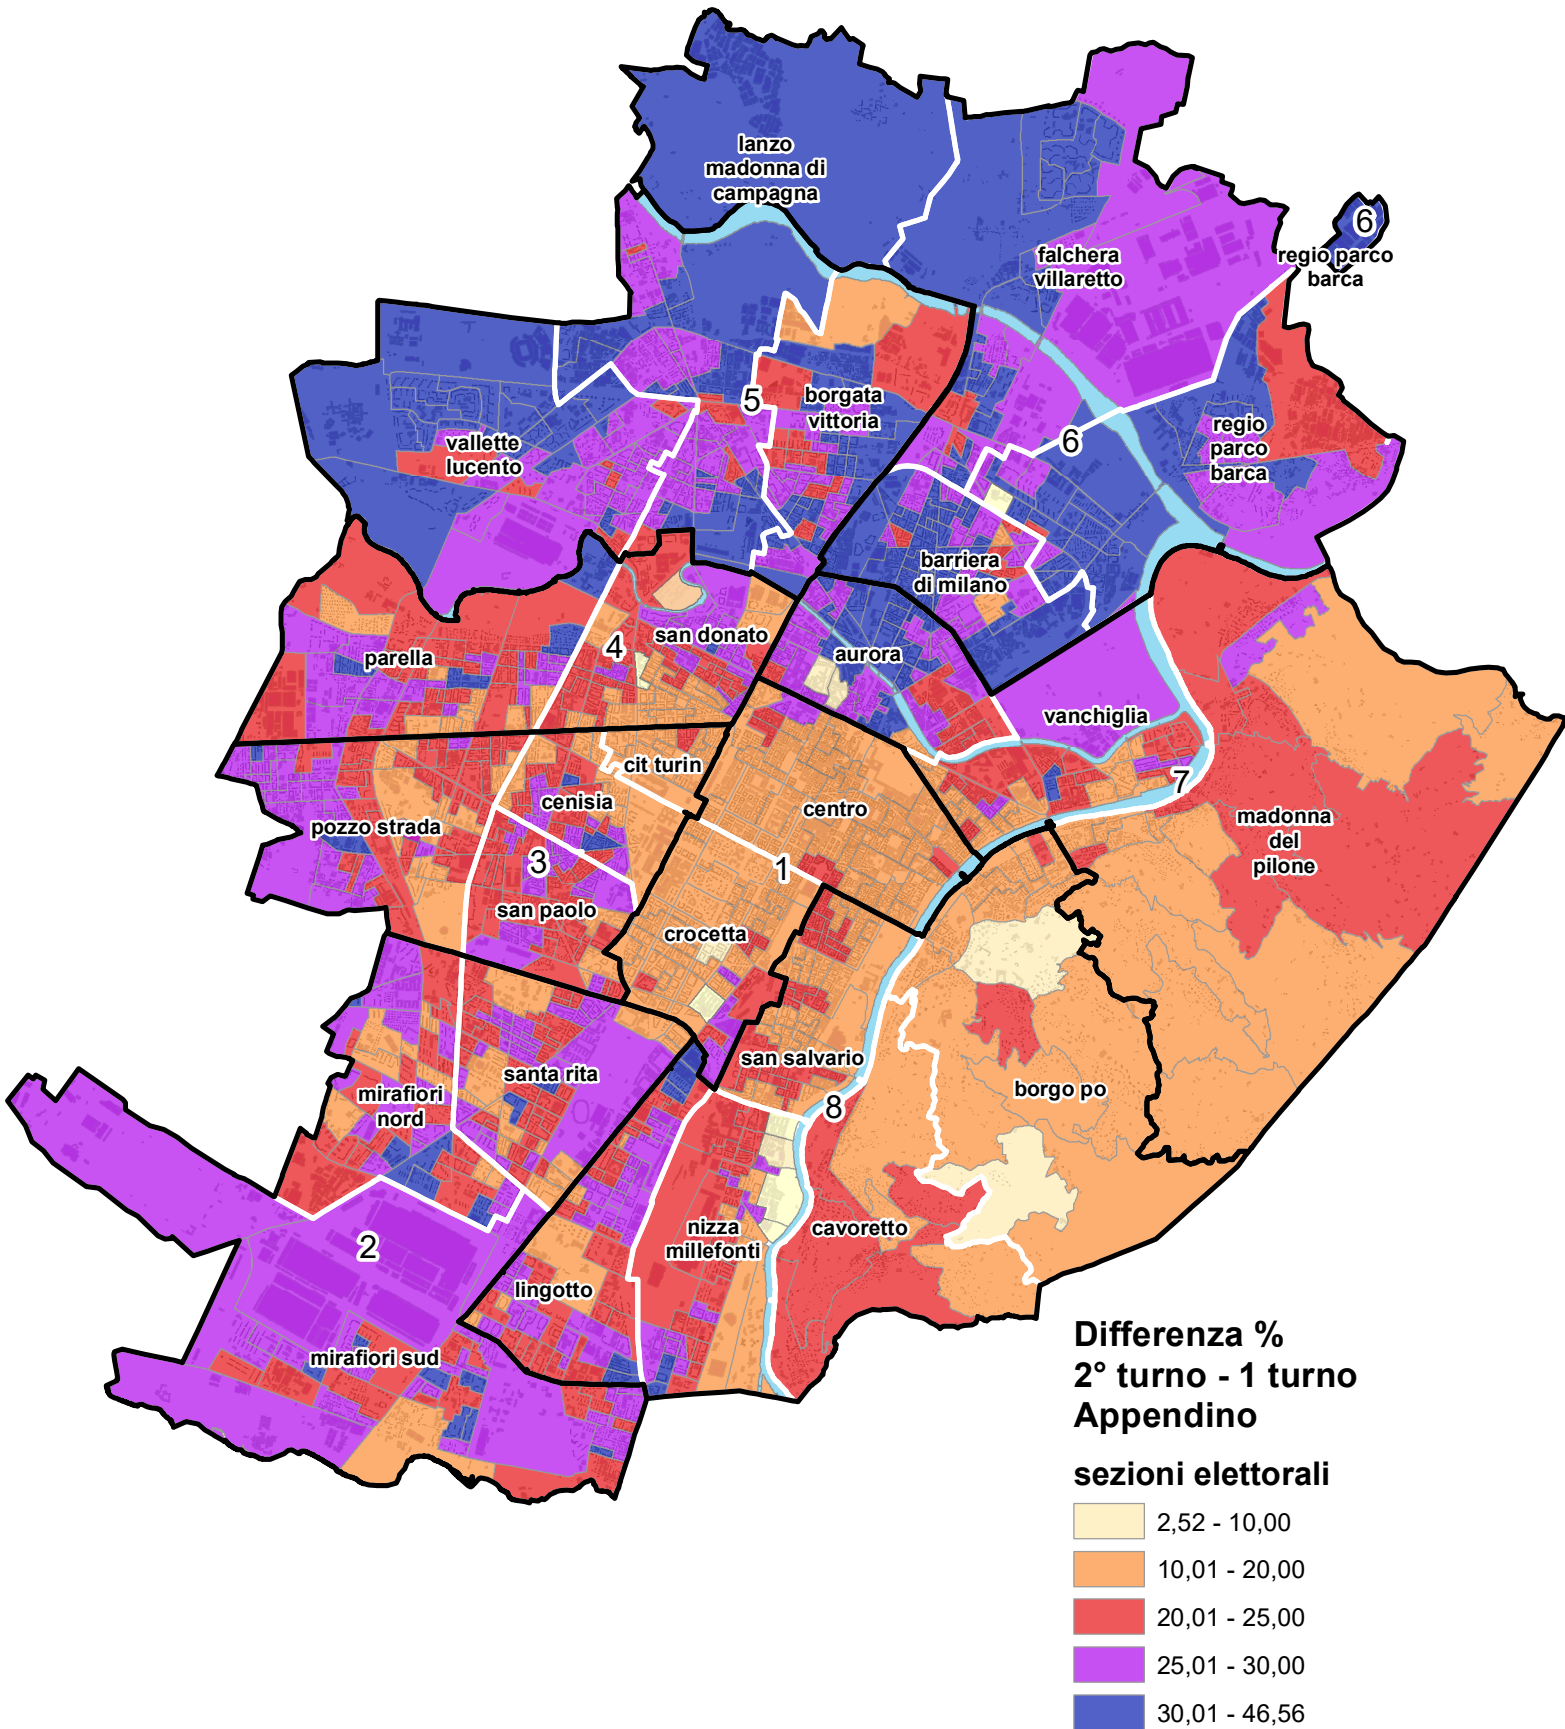 lanzo
madonna di
campagna
6
falchera
villaretto
regio parco
barca
5
borgata
vittoria
vallette
lucento
6
regio
parco
barca
barriera
di milano
4
san donato
parella
aurora
vanchiglia
cit turin
7
cenisia
centro
pozzo strada
madonna
del
pilone
3
1
san paolo
crocetta
san salvario
santa rita
mirafiori
nord
8
borgo po
2
nizza
millefonti
cavoretto
lingotto
mirafiori sud
Differenza %
2° turno - 1 turno
Appendino
sezioni elettorali
2,52 - 10,00
10,01 - 20,00
20,01 - 25,00
25,01 - 30,00
30,01 - 46,56